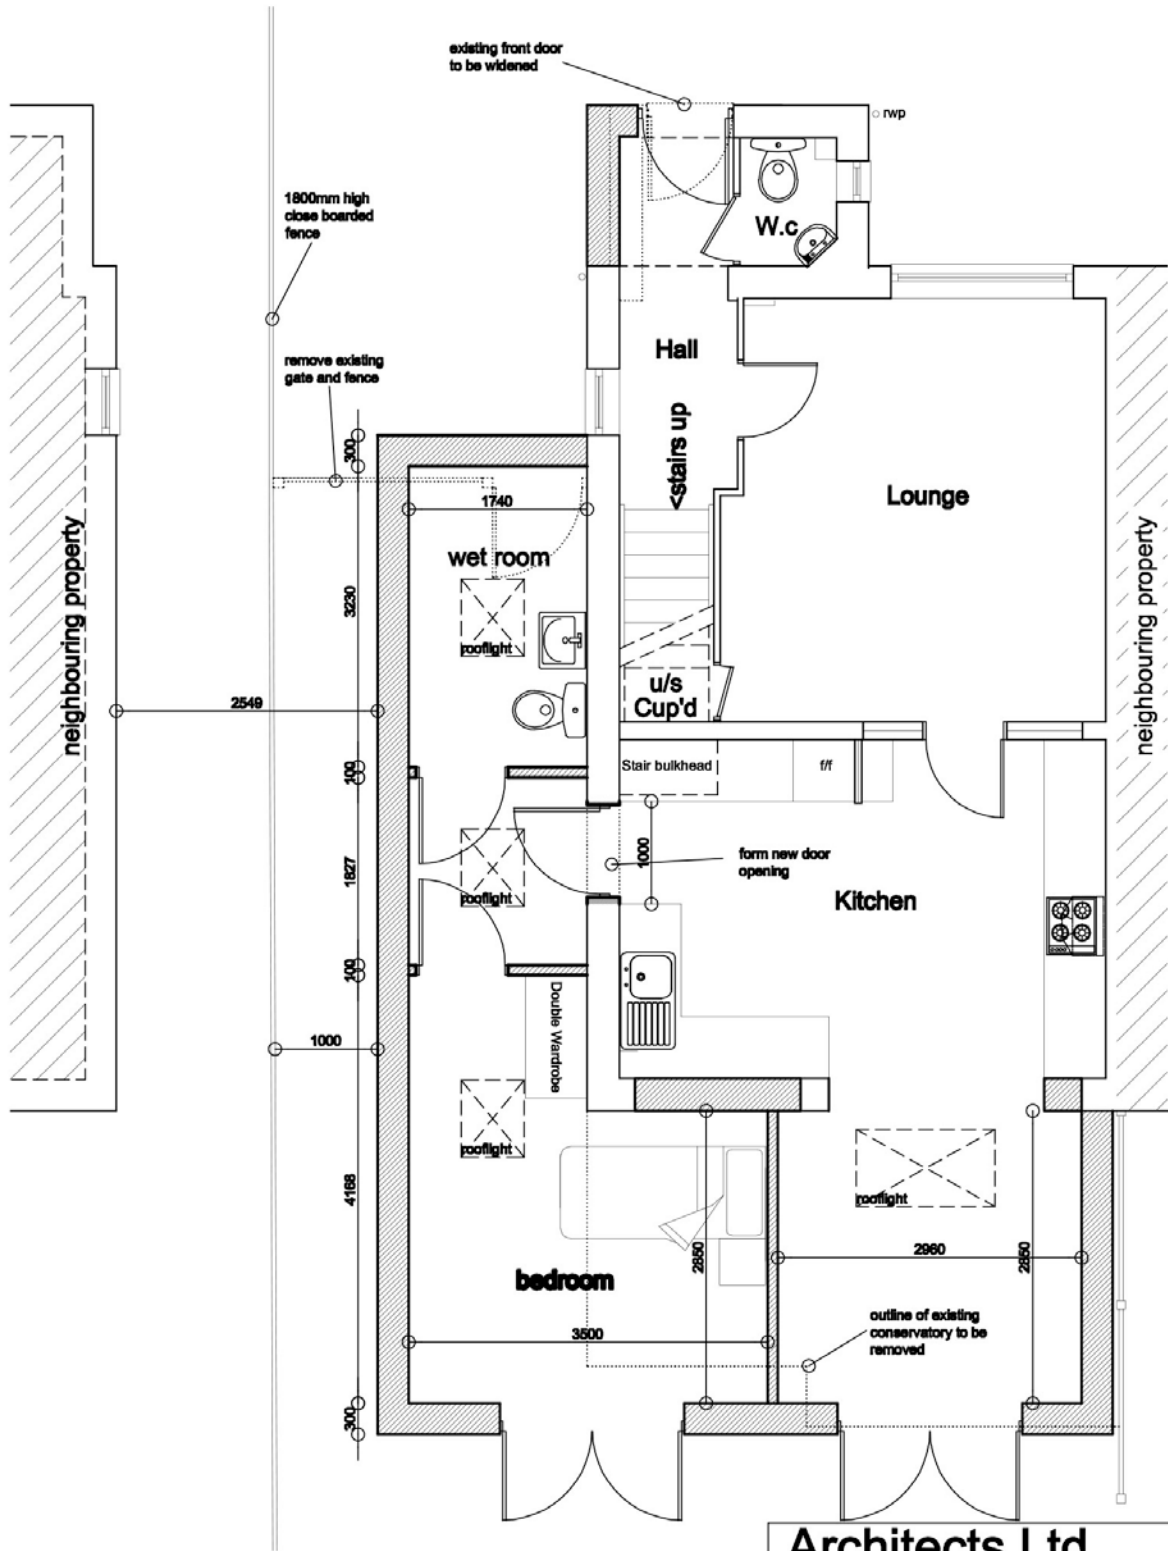 existing front door
to be widened
rwp
1800mm high
close boarded
fence
W.c
remove existing
gate and fence
Hall
<stairs up
300
1740
Lounge
wet room
neighbouring property
neighbouring property
3230
rooflight
u/s
Cup'd
2549
100
Stair bulkhead
f/f
1000
form new door
opening
1827
rooflight
Kitchen
100
Double Wardrobe
1000
rooflight
4168
rooflight
2850
2960
2850
bedroom
outline of existing
conservatory to be
removed
3500
300
Architects Ltd